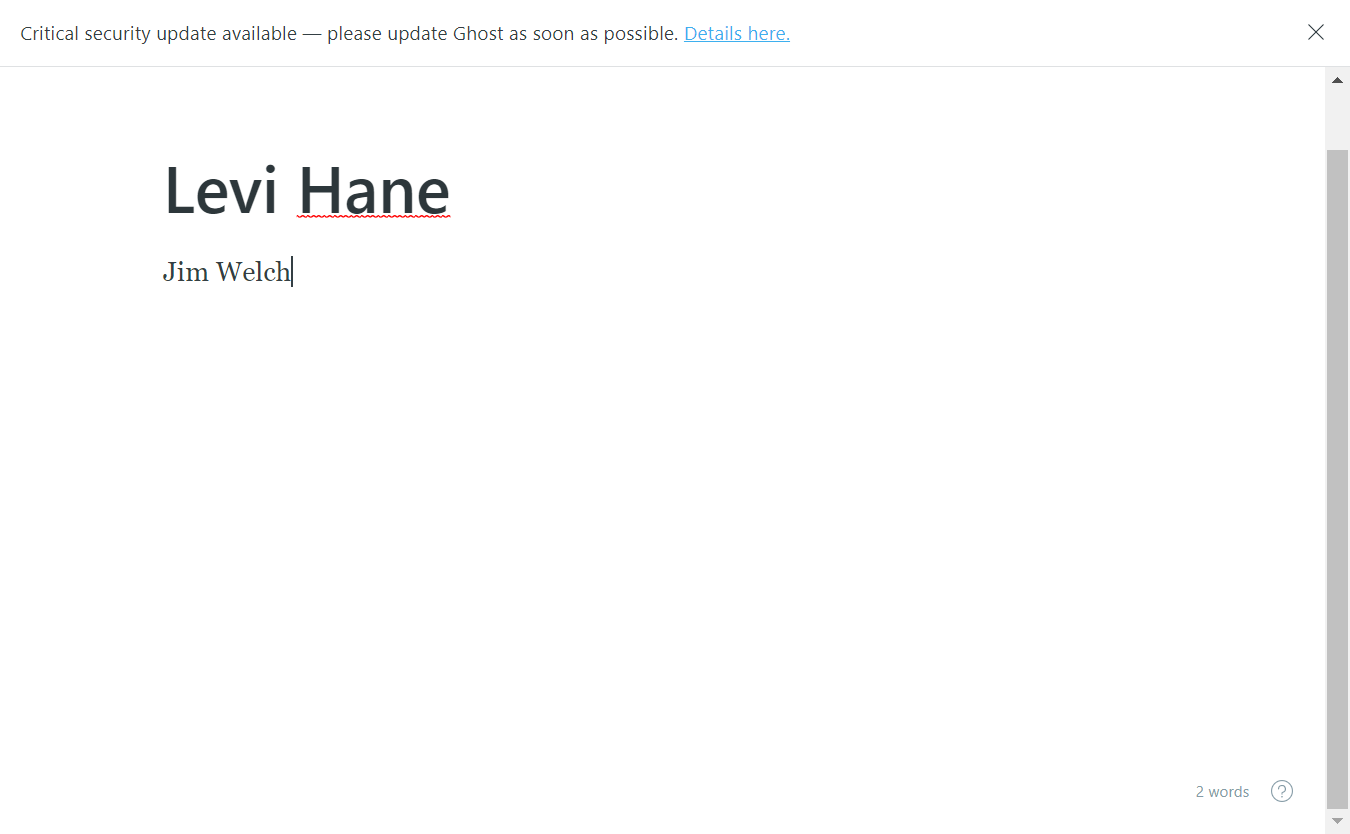 Critical security update available — please update Ghost as soon as possible. Details here.
Levi Hane
Jim Welch
2 words
?